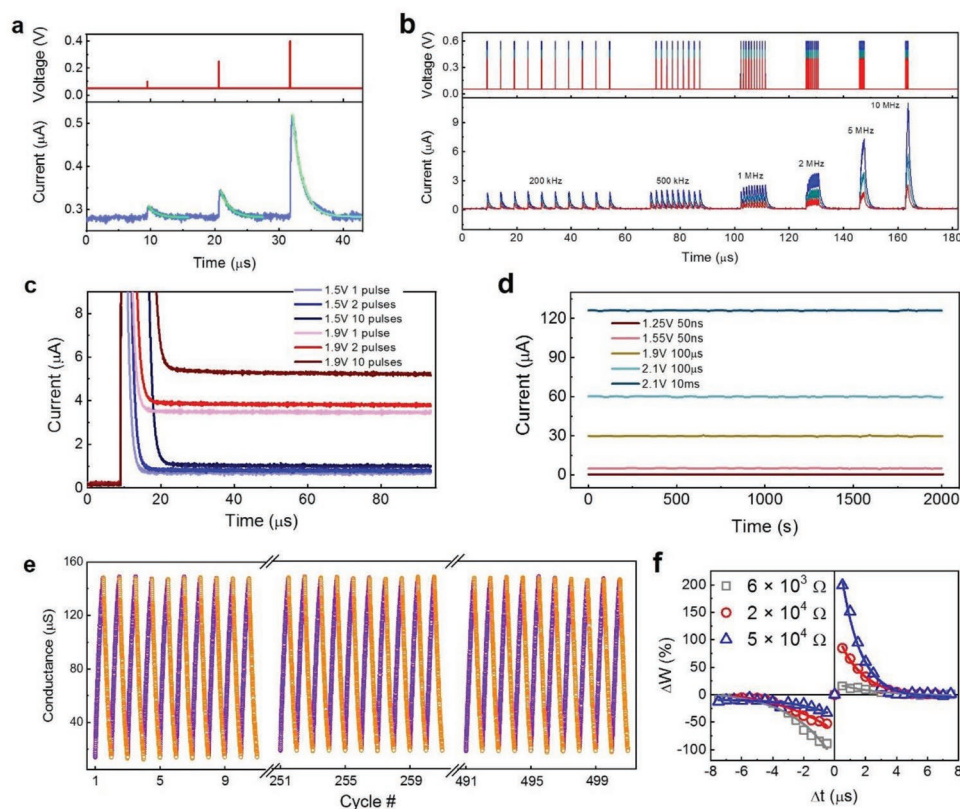 a
Voltage (V)
0.4
0.2
0.0
Current (μA)
0.5
0.4
0.3
0 10 20 30 40
Time (μs)
b
Voltage (V)
0.6
0.3
0.0
Current (μA)
9
6
3
0
200 kHz
500 kHz
1 MHz
2 MHz
5 MHz
10 MHz
0 20 40 60 80 100 120 140 160 180
Time (μs)
c
Current (μA)
8
6
4
2
0
1.5V 1 pulse
1.5V 2 pulses
1.5V 10 pulses
1.9V 1 pulse
1.9V 2 pulses
1.9V 10 pulses
0 20 40 60 80
Time (μs)
d
Current (μA)
120
90
60
30
0
1.25V 50ns
1.55V 50ns
1.9V 100μs
2.1V 100μs
2.1V 10ms
0 500 1000 1500 2000
Time (s)
e
Conductance (μS)
160
120
80
40
1 5 9 251 255 259 491 495 499
Cycle #
f
ΔW (%)
200
150
100
50
0
-50
-100
6 × 10³ Ω
2 × 10⁴ Ω
5 × 10⁴ Ω
-8 -6 -4 -2 0 2 4 6 8
Δt (μs)